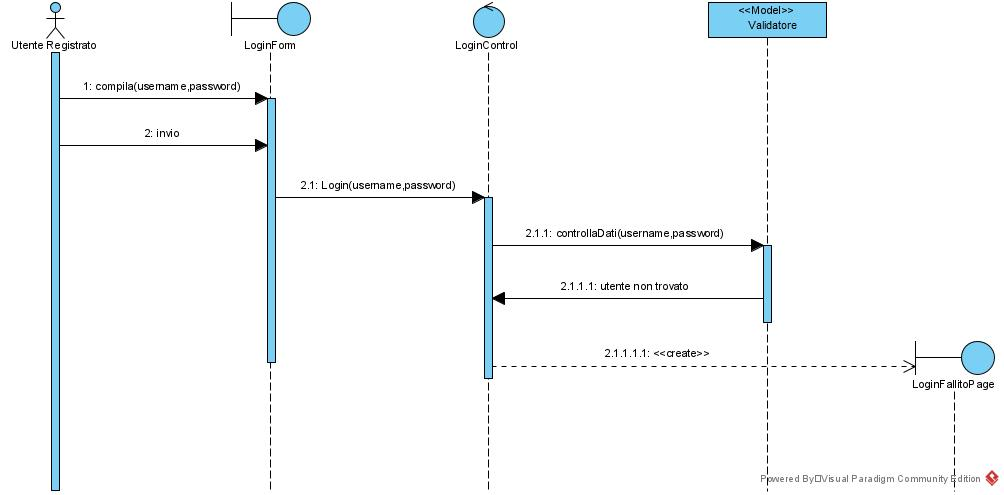 <<Model>>
Validatore
Utente Registrato
LoginForm
LoginControl
1: compila(username,password)
2: invio
2.1: Login(username,password)
2.1.1: controllaDati(username,password)
2.1.1.1: utente non trovato
2.1.1.1.1: <<create>>
LoginFallitoPage
Powered By Visual Paradigm Community Edition